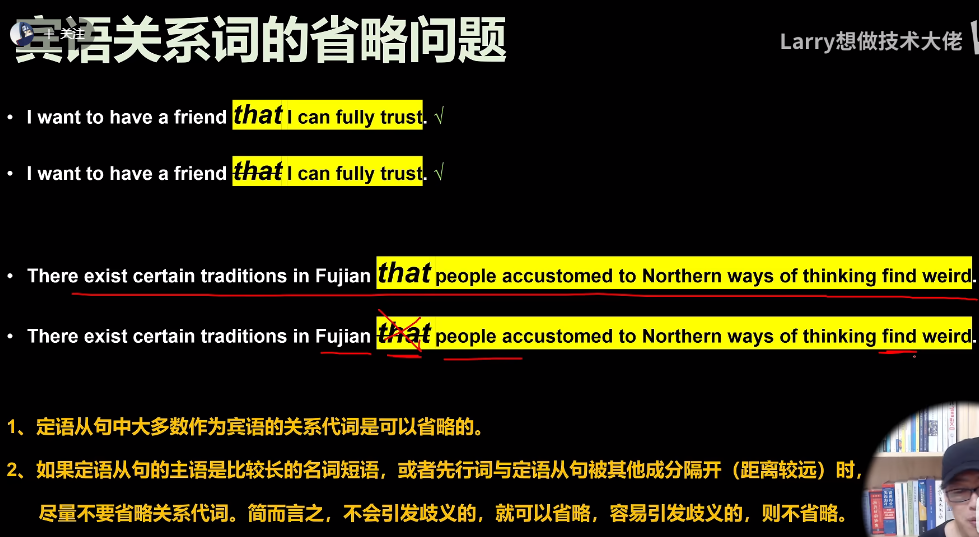 宾语关系词的省略问题
+ 关注
Larry想做技术大佬
• I want to have a friend that I can fully trust. √
• I want to have a friend that I can fully trust. √
• There exist certain traditions in Fujian that people accustomed to Northern ways of thinking find weird.
• There exist certain traditions in Fujian that people accustomed to Northern ways of thinking find weird.
1、定语从句中大多数作为宾语的关系代词是可以省略的。
2、如果定语从句的主语是比较长的名词短语，或者先行词与定语从句被其他成分隔开（距离较远）时，
尽量不要省略关系代词。简而言之，不会引发歧义的，就可以省略，容易引发歧义的，则不省略。